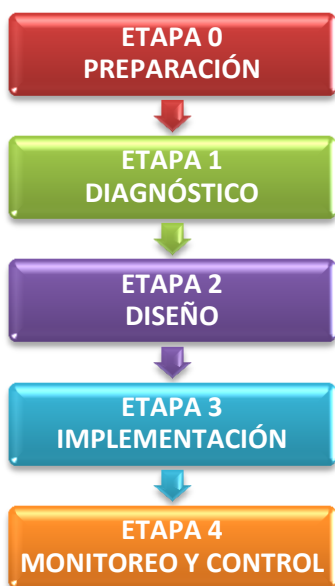 ETAPA 0
PREPARACIÓN
ETAPA 1
DIAGNÓSTICO
ETAPA 2
DISEÑO
ETAPA 3
IMPLEMENTACIÓN
ETAPA 4
MONITOREO Y CONTROL